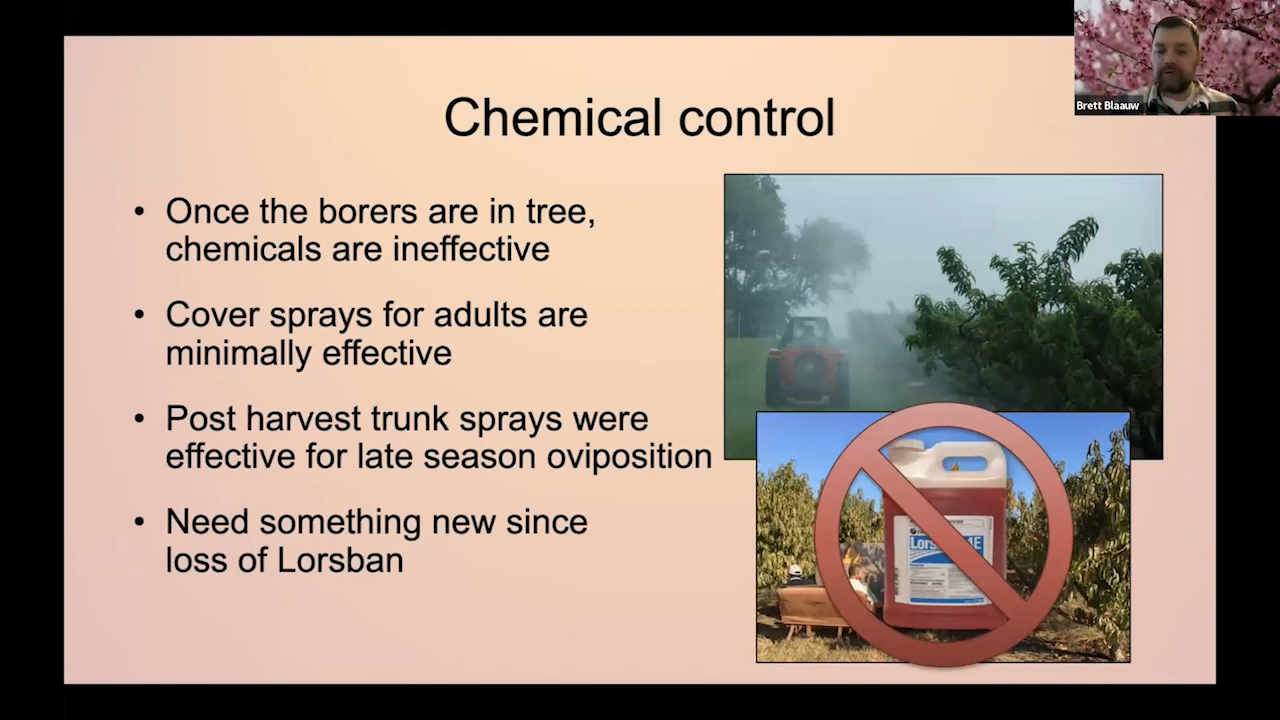 Brett Blaauw
Chemical control
• Once the borers are in tree,
chemicals are ineffective
• Cover sprays for adults are
minimally effective
• Post harvest trunk sprays were
effective for late season oviposition
• Need something new since
loss of Lorsban